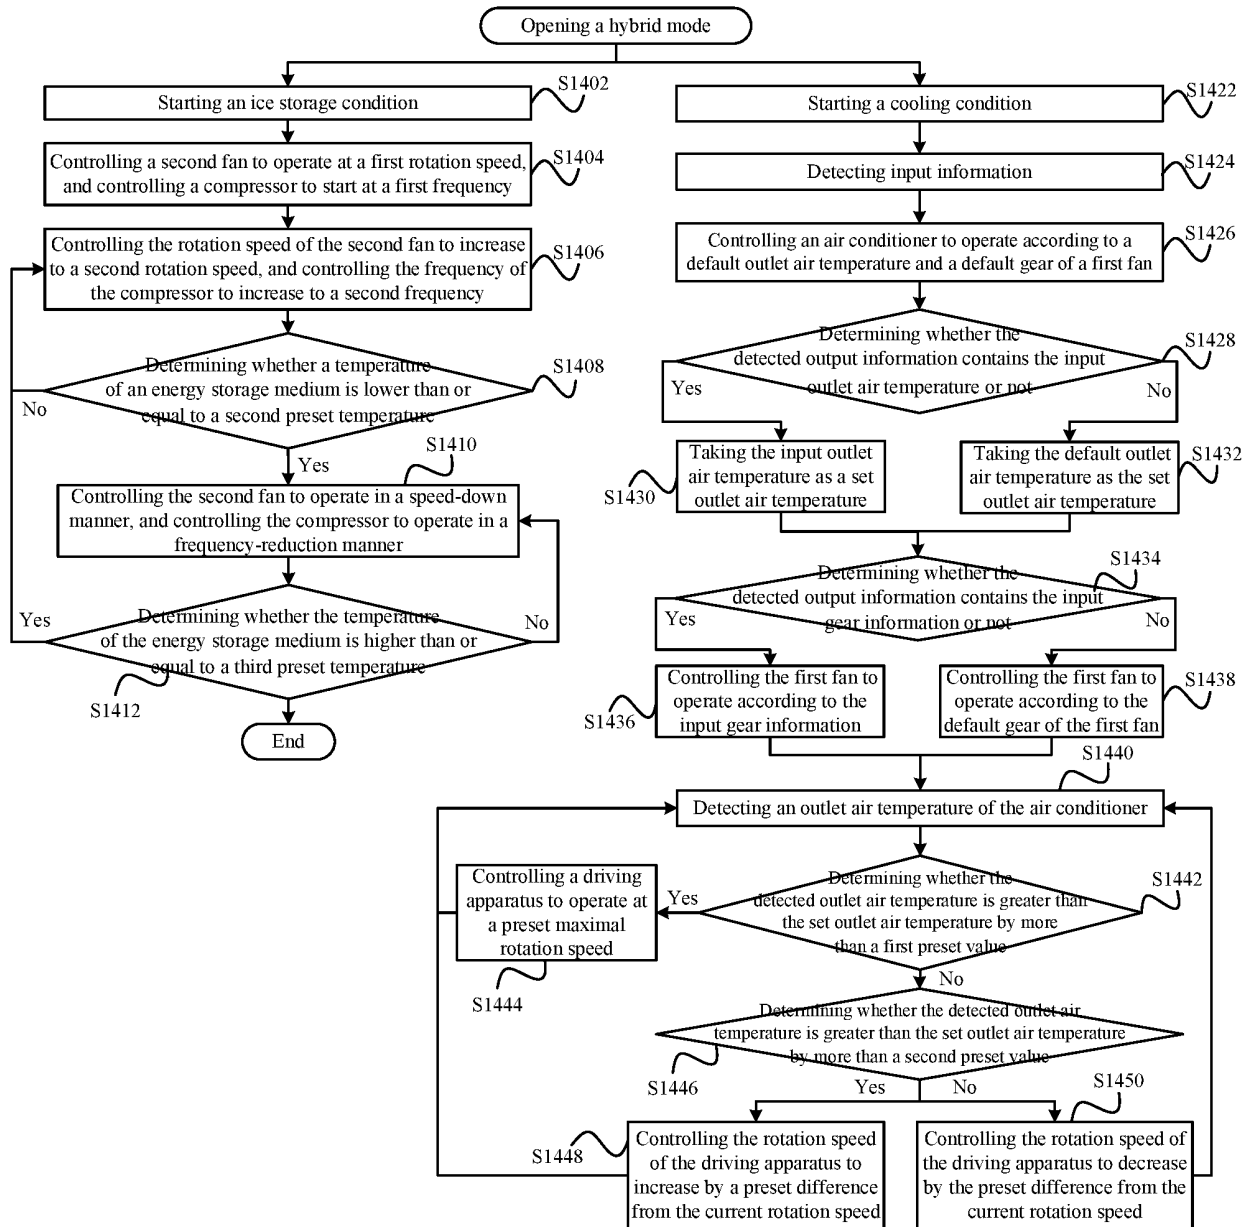 Opening a hybrid mode
Starting an ice storage condition
S1402
Controlling a second fan to operate at a first rotation speed,
and controlling a compressor to start at a first frequency
S1404
Controlling the rotation speed of the second fan to increase
to a second rotation speed, and controlling the frequency of
the compressor to increase to a second frequency
S1406
Determining whether a temperature
of an energy storage medium is lower than or
equal to a second preset temperature
S1408
No
Yes
S1410
Controlling the second fan to operate in a speed-down
manner, and controlling the compressor to operate in a
frequency-reduction manner
Determining whether the temperature
of the energy storage medium is higher than or
equal to a third preset temperature
Yes
No
S1412
End
Starting a cooling condition
S1422
Detecting input information
S1424
Controlling an air conditioner to operate according to a
default outlet air temperature and a default gear of a first fan
S1426
Determining whether the
detected output information contains the input
outlet air temperature or not
S1428
Yes
No
Taking the input outlet
air temperature as a set
outlet air temperature
S1430
Taking the default outlet
air temperature as the set
outlet air temperature
S1432
Determining whether the
detected output information contains the input
gear information or not
S1434
Yes
No
Controlling the first fan to
operate according to the
input gear information
S1436
Controlling the first fan to
operate according to the
default gear of the first fan
S1438
S1440
Detecting an outlet air temperature of the air conditioner
Determining whether the
detected outlet air temperature is greater than
the set outlet air temperature by more
than a first preset value
S1442
Yes
No
Controlling a driving
apparatus to operate at
a preset maximal
rotation speed
S1444
Determining whether the detected outlet air
temperature is greater than the set outlet air temperature
by more than a second preset value
S1446
Yes
No
S1450
Controlling the rotation speed
of the driving apparatus to
increase by a preset difference
from the current rotation speed
S1448
Controlling the rotation speed of
the driving apparatus to decrease
by the preset difference from the
current rotation speed